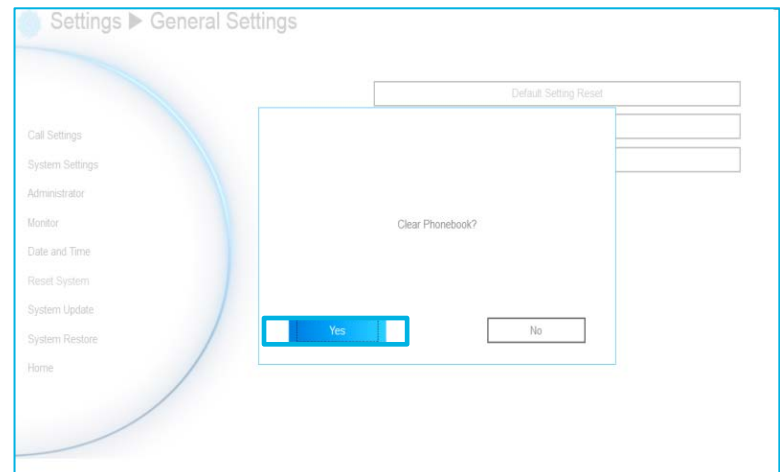 Settings ▶ General Settings
Default Setting Reset
Call Settings
System Settings
Administrator
Monitor
Date and Time
Reset System
System Update
System Restore
Home
Clear Phonebook?
Yes
No